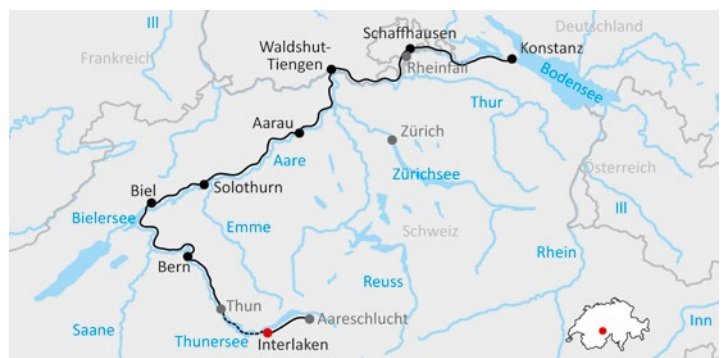 Ill
Schaffhausen
Deutschland
Waldshut-
Tiengen
Konstanz
Frankreich
Rheinfall
Bodensee
Thur
Aarau
Zürich
Aare
Österreich
Zürichsee
Biel
Solothurn
Bielersee
Emme
Ill
Schweiz
Rhein
Bern
Reuss
Thun
Aareschlucht
Inn
Saane
Thunersee
Interlaken